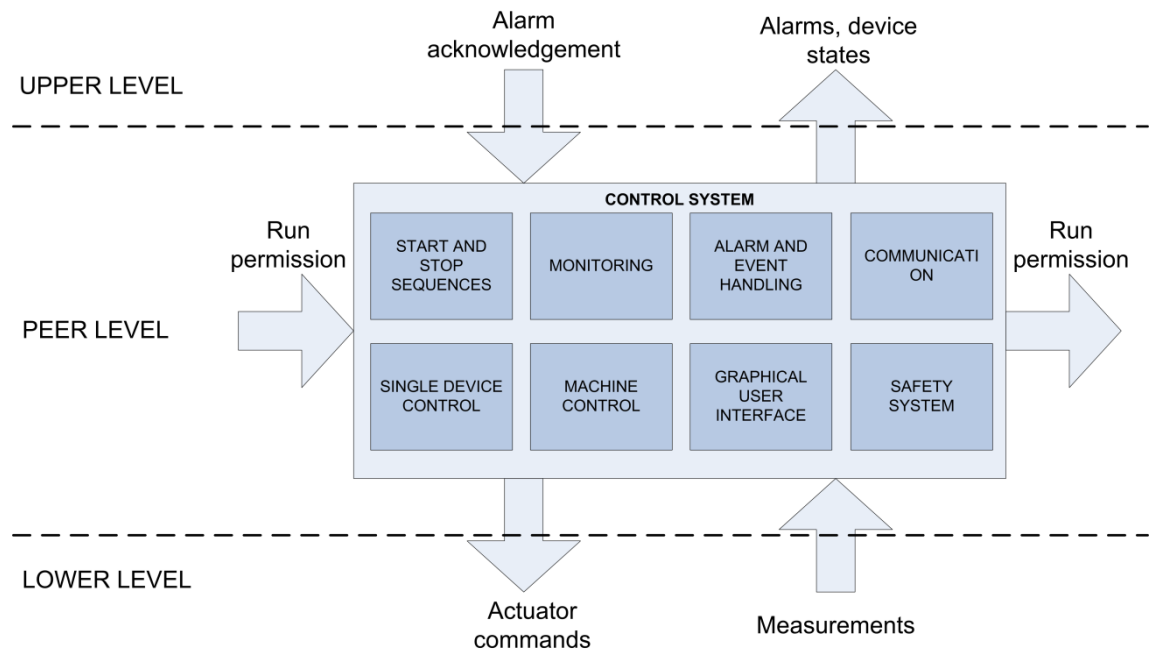 Alarm
acknowledgement
Alarms, device
states
UPPER LEVEL
CONTROL SYSTEM
Run
permission
START AND
STOP
SEQUENCES
MONITORING
ALARM AND
EVENT
HANDLING
COMMUNICATI
ON
Run
permission
PEER LEVEL
SINGLE DEVICE
CONTROL
MACHINE
CONTROL
GRAPHICAL
USER
INTERFACE
SAFETY
SYSTEM
LOWER LEVEL
Actuator
commands
Measurements